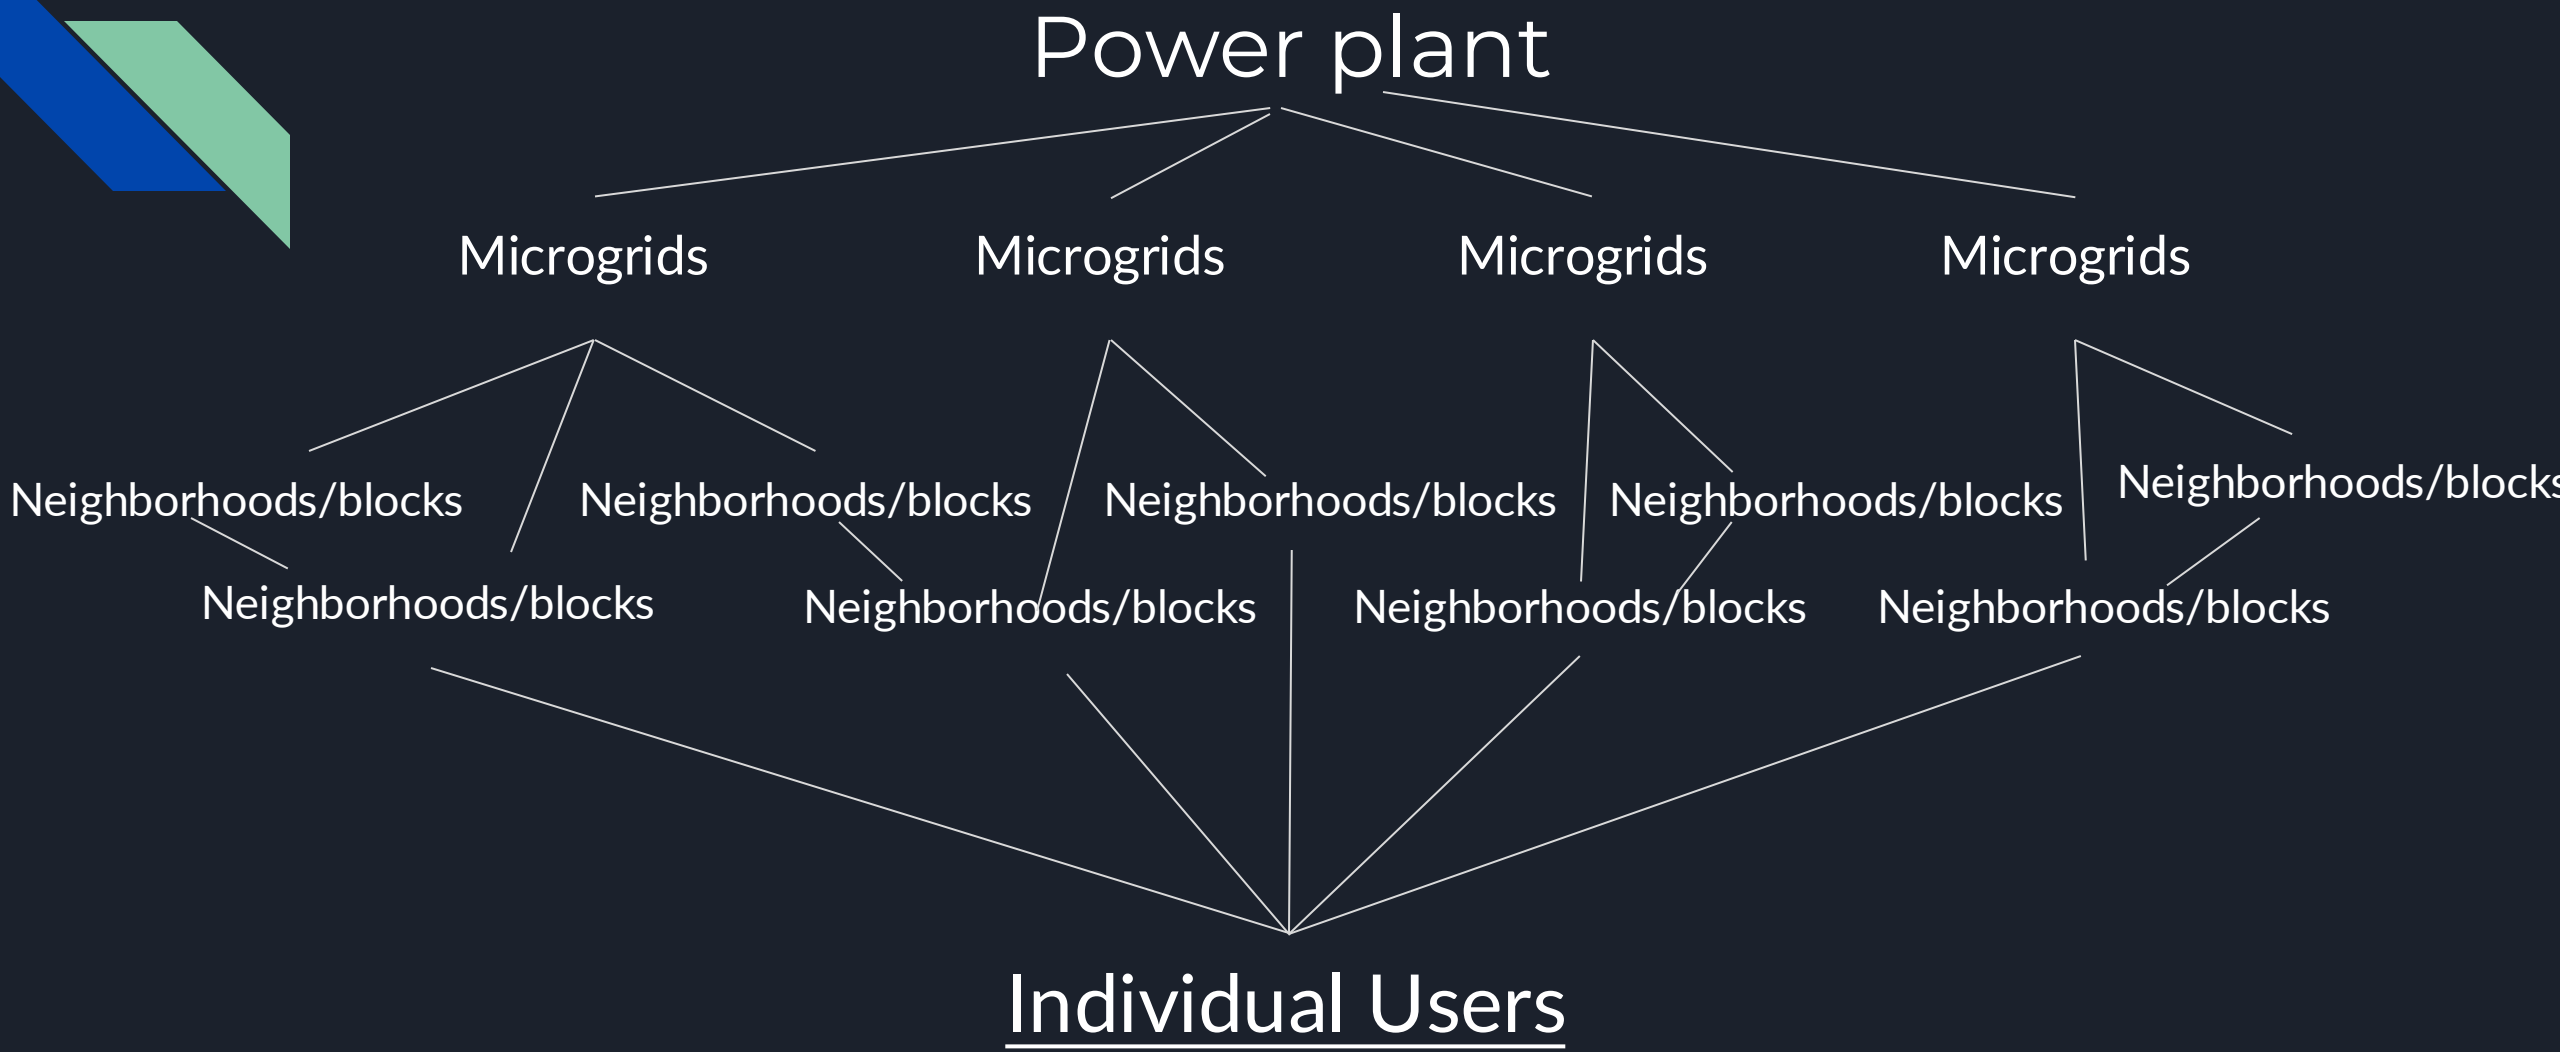 Power plant
Microgrids Microgrids Microgrids Microgrids
Neighborhoods/blocks Neighborhoods/blocks Neighborhoods/blocks Neighborhoods/blocks Neighborhoods/blocks
Neighborhoods/blocks Neighborhoods/blocks Neighborhoods/blocks Neighborhoods/blocks
Individual Users